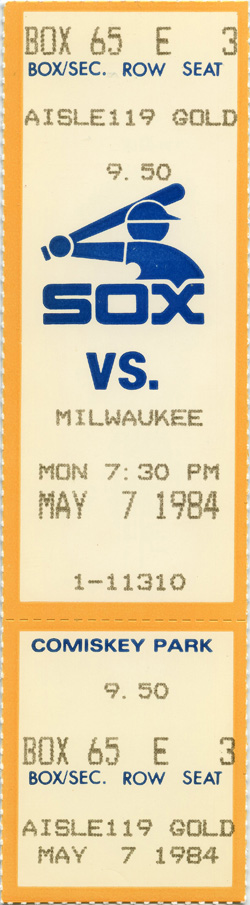 BOX 65 E 3
BOX/SEC. ROW SEAT
AISLE119 GOLD
9.50
SOX
VS.
MILWAUKEE
MON 7:30 PM
MAY 7 1984
1-11310
COMISKEY PARK
9.50
BOX 65 E 3
BOX/SEC. ROW SEAT
AISLE119 GOLD
MAY 7 1984